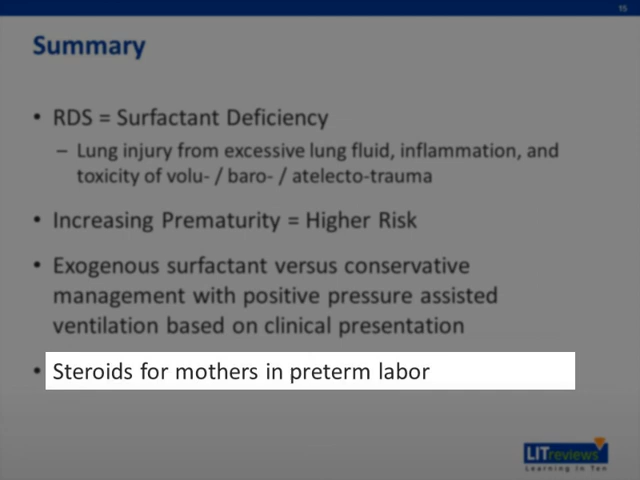 15
Summary
• RDS = Surfactant Deficiency
– Lung injury from excessive lung fluid, inflammation, and
toxicity of volu- / baro- / atelecto-trauma
• Increasing Prematurity = Higher Risk
• Exogenous surfactant versus conservative
management with positive pressure assisted
ventilation based on clinical presentation
• Steroids for mothers in preterm labor
LITreviews
Learning In Ten